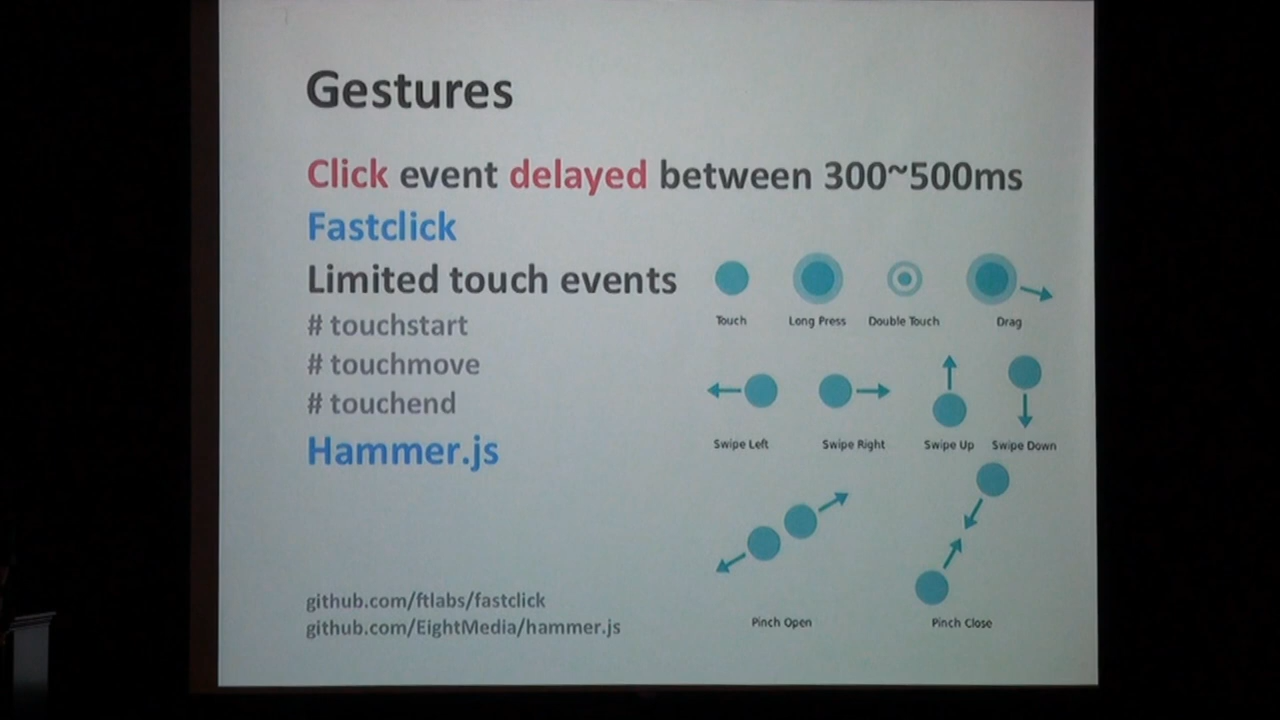 Gestures
Click event delayed between 300~500ms
Fastclick
Limited touch events
# touchstart
# touchmove
# touchend
Hammer.js
Touch
Long Press
Double Touch
Drag
Swipe Left
Swipe Right
Swipe Up
Swipe Down
Pinch Open
Pinch Close
github.com/ftlabs/fastclick
github.com/EightMedia/hammer.js